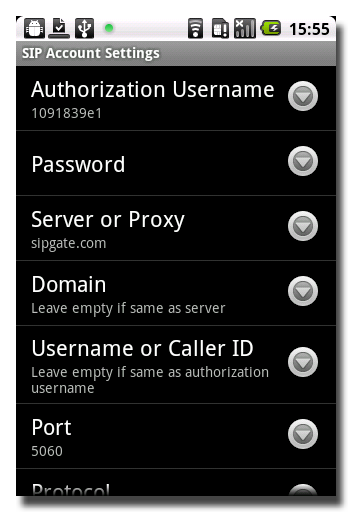 15:55
SIP Account Settings
Authorization Username
1091839e1
Password
Server or Proxy
sipgate.com
Domain
Leave empty if same as server
Username or Caller ID
Leave empty if same as authorization
username
Port
5060
Protocol